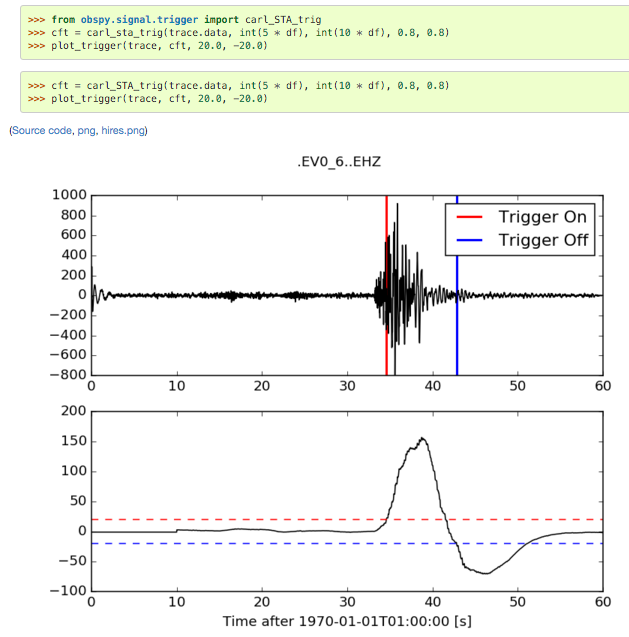 >>> from obspy.signal.trigger import carl_STA_trig
>>> cft = carl_sta_trig(trace.data, int(5 * df), int(10 * df), 0.8, 0.8)
>>> plot_trigger(trace, cft, 20.0, -20.0)
>>> cft = carl_STA_trig(trace.data, int(5 * df), int(10 * df), 0.8, 0.8)
>>> plot_trigger(trace, cft, 20.0, -20.0)
(Source code, png, hires.png)
.EV0_6..EHZ
1000
800
600
400
200
0
−200
−400
−600
−800
Trigger On
Trigger Off
0 10 20 30 40 50 60
200
150
100
50
0
−50
−100
0 10 20 30 40 50 60
Time after 1970-01-01T01:00:00 [s]